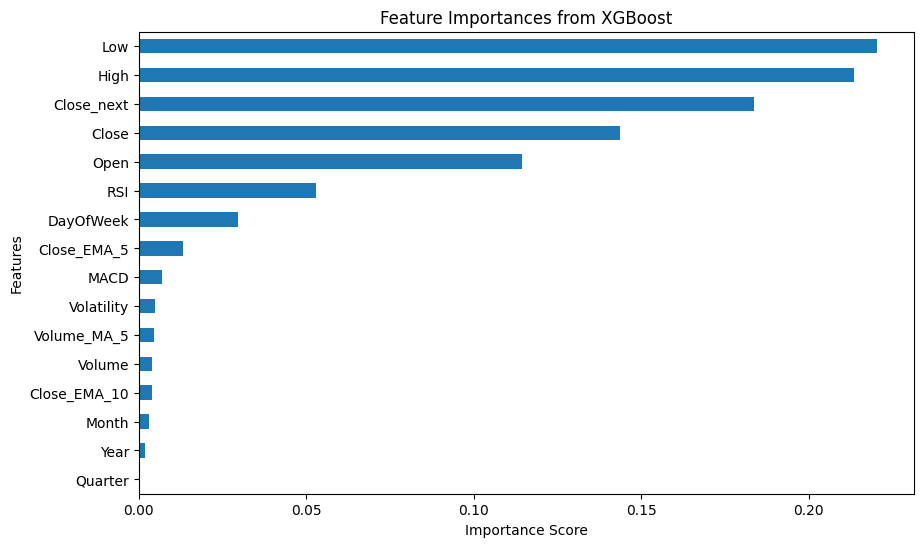 Feature Importances from XGBoost
Low
High
Close_next
Close
Open
RSI
DayOfWeek
Close_EMA_5
MACD
Volatility
Volume_MA_5
Volume
Close_EMA_10
Month
Year
Quarter
Features
0.00 0.05 0.10 0.15 0.20
Importance Score